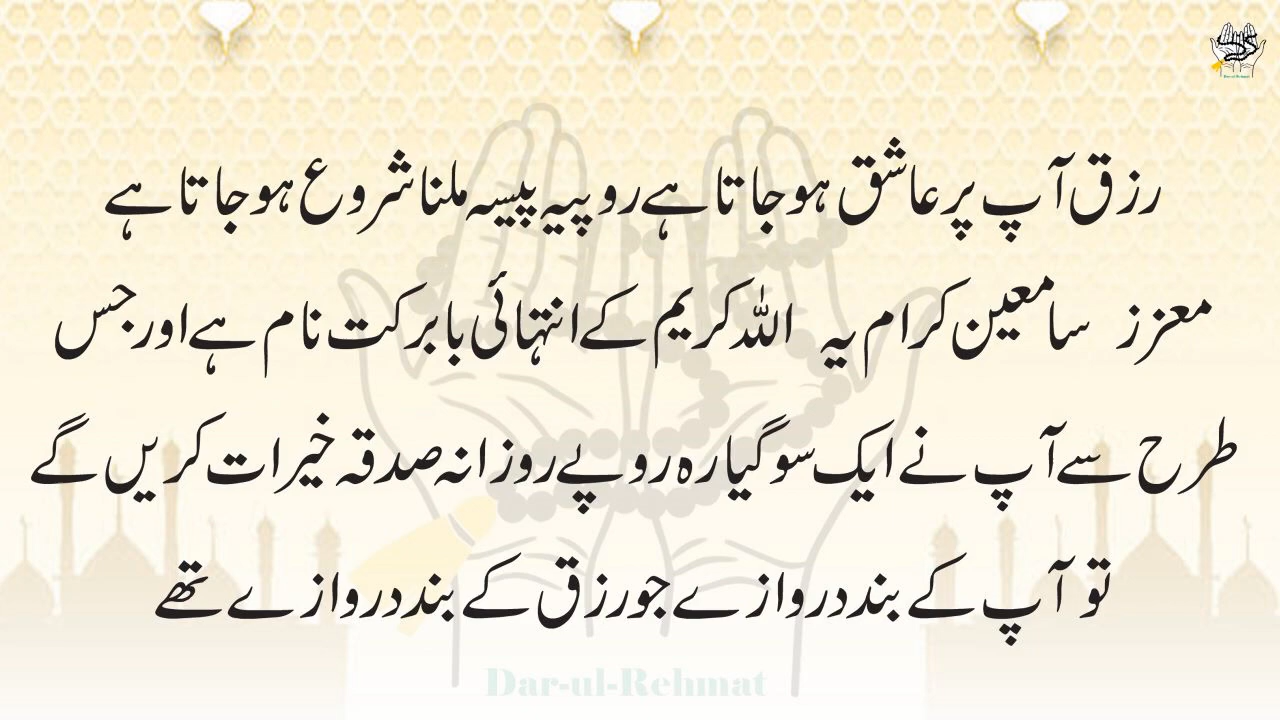 رزق آپ پر عاشق ہو جاتا ہے روپیہ پیسہ ملنا شروع ہو جاتا ہے
معزز سامعین کرام یہ اللہ کریم کے انتہائی بابرکت نام ہے اور جس
طرح سے آپ نے ایک سو گیارہ روپے روزانہ صدقہ خیرات کریں گے
تو آپ کے بند دروازے جو رزق کے بند دروازے تھے
Dar-ul-Rehmat